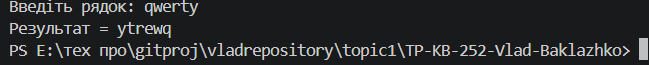 Введіть рядок: qwerty
Результат = ytrewq
PS E:\тех про\gitproj\vladrepository\topic1\TP-KB-252-Vlad-Baklazhko>